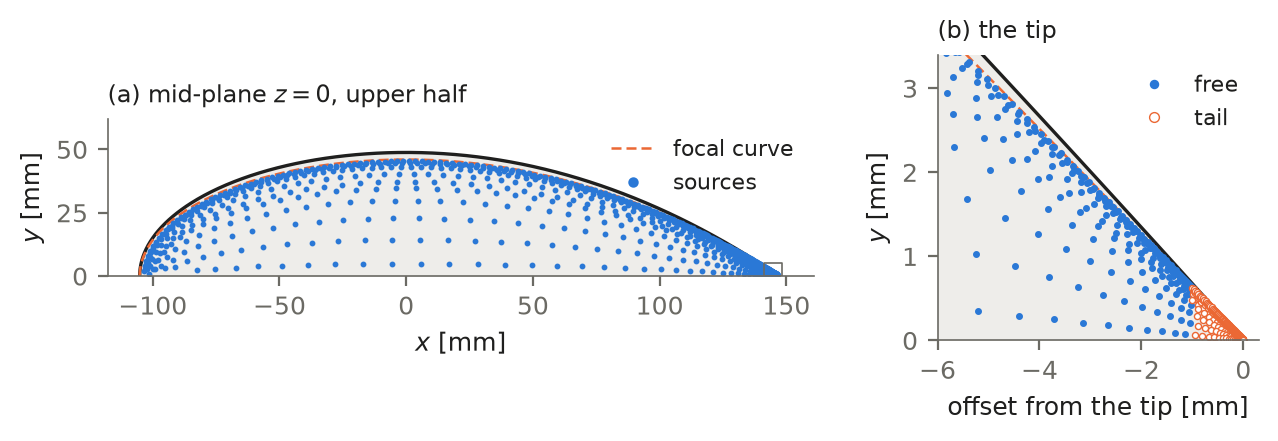 (a) mid-plane z = 0, upper half
y [mm]
50
25
0
−100
−50
0
50
100
150
x [mm]
focal curve
sources
(b) the tip
y [mm]
3
2
1
0
−6
−4
−2
0
offset from the tip [mm]
free
tail